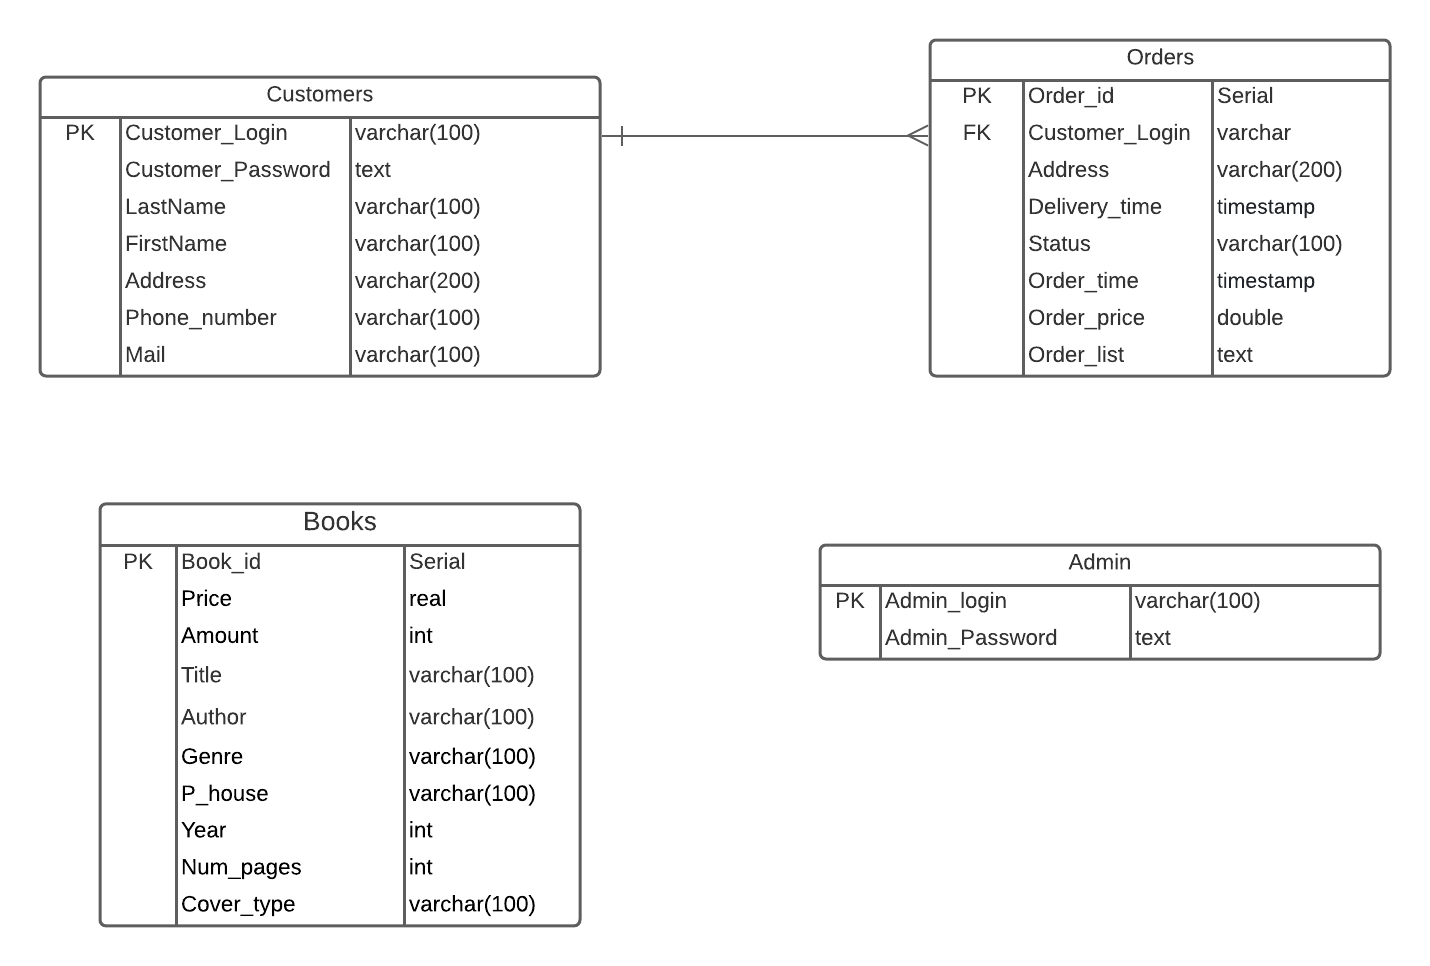 Customers
PK Customer_Login varchar(100)
Customer_Password text
LastName varchar(100)
FirstName varchar(100)
Address varchar(200)
Phone_number varchar(100)
Mail varchar(100)
Orders
PK Order_id Serial
FK Customer_Login varchar
Address varchar(200)
Delivery_time timestamp
Status varchar(100)
Order_time timestamp
Order_price double
Order_list text
Books
PK Book_id Serial
Price real
Amount int
Title varchar(100)
Author varchar(100)
Genre varchar(100)
P_house varchar(100)
Year int
Num_pages int
Cover_type varchar(100)
Admin
PK Admin_login varchar(100)
Admin_Password text